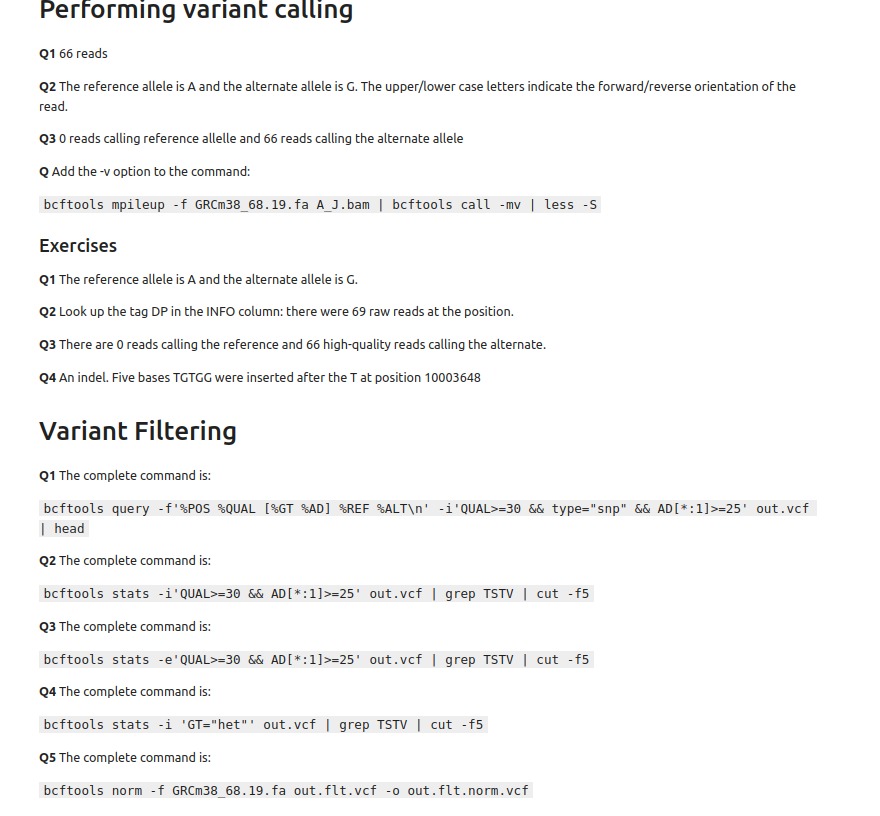 Performing variant calling
Q1 66 reads
Q2 The reference allele is A and the alternate allele is G. The upper/lower case letters indicate the forward/reverse orientation of the
read.
Q3 0 reads calling reference allelle and 66 reads calling the alternate allele
Q Add the -v option to the command:
bcftools mpileup -f GRCm38_68.19.fa A_J.bam | bcftools call -mv | less -S
Exercises
Q1 The reference allele is A and the alternate allele is G.
Q2 Look up the tag DP in the INFO column: there were 69 raw reads at the position.
Q3 There are 0 reads calling the reference and 66 high-quality reads calling the alternate.
Q4 An indel. Five bases TGTGG were inserted after the T at position 10003648
Variant Filtering
Q1 The complete command is:
bcftools query -f'%POS %QUAL [%GT %AD] %REF %ALT\n' -i'QUAL>=30 && type="snp" && AD[*:1]>=25' out.vcf
| head
Q2 The complete command is:
bcftools stats -i'QUAL>=30 && AD[*:1]>=25' out.vcf | grep TSTV | cut -f5
Q3 The complete command is:
bcftools stats -e'QUAL>=30 && AD[*:1]>=25' out.vcf | grep TSTV | cut -f5
Q4 The complete command is:
bcftools stats -i 'GT="het"' out.vcf | grep TSTV | cut -f5
Q5 The complete command is:
bcftools norm -f GRCm38_68.19.fa out.flt.vcf -o out.flt.norm.vcf